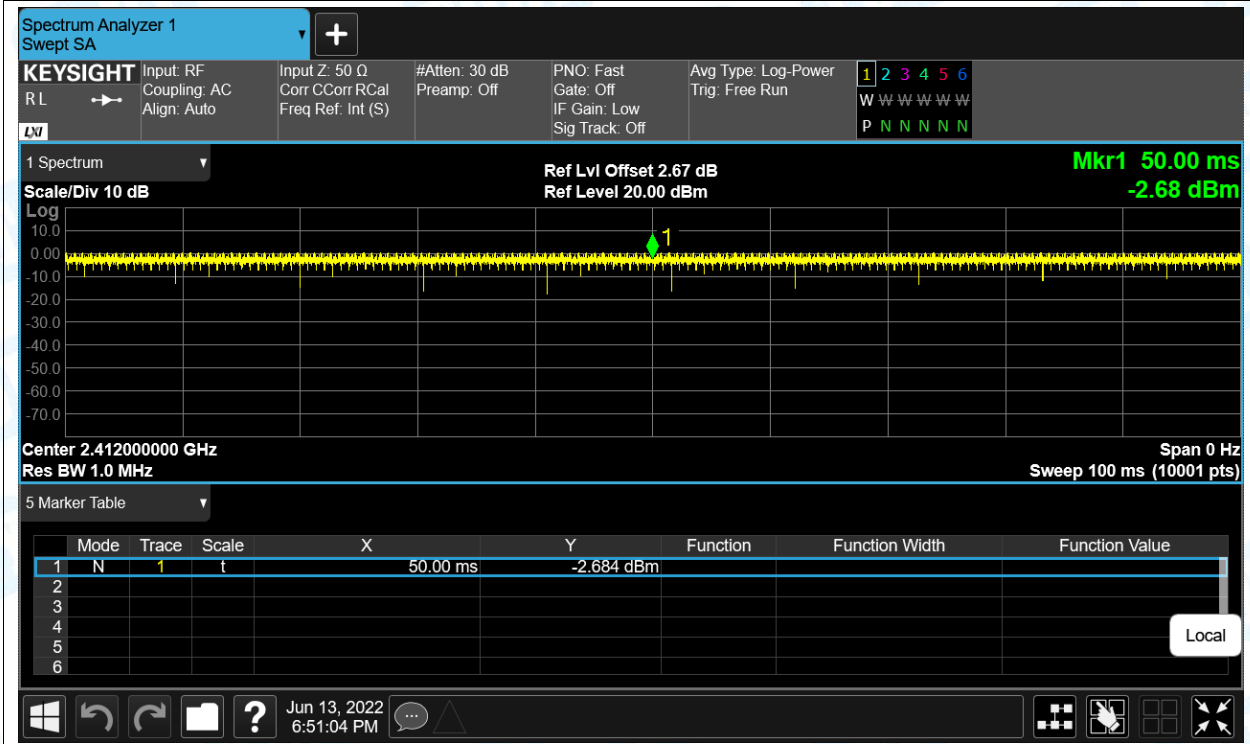 Spectrum Analyzer 1
Swept SA
+
KEYSIGHT
R L
LXI
Input: RF
Coupling: AC
Align: Auto
Input Z: 50 Ω
Corr CCorr RCal
Freq Ref: Int (S)
#Atten: 30 dB
Preamp: Off
PNO: Fast
Gate: Off
IF Gain: Low
Sig Track: Off
Avg Type: Log-Power
Trig: Free Run
1 2 3 4 5 6
W W W W W W
P N N N N N
1 Spectrum
Scale/Div 10 dB
Ref Lvl Offset 2.67 dB
Ref Level 20.00 dBm
Mkr1 50.00 ms
-2.68 dBm
Log
10.0
0.00
-10.0
-20.0
-30.0
-40.0
-50.0
-60.0
-70.0
1
Center 2.412000000 GHz
Res BW 1.0 MHz
Span 0 Hz
Sweep 100 ms (10001 pts)
5 Marker Table
Mode Trace Scale X Y Function Function Width Function Value
1 N 1 t 50.00 ms -2.684 dBm
2
3
4
5
6
Local
?
Jun 13, 2022
6:51:04 PM